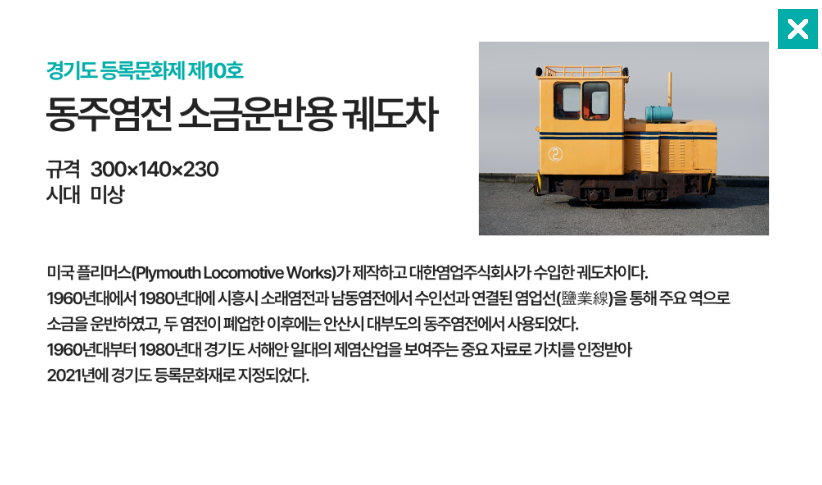 경기도 등록문화제 제10호
동주염전 소금운반용 궤도차
규격 300×140×230
시대 미상
②
미국 플리머스(Plymouth Locomotive Works)가 제작하고 대한염업주식회사가 수입한 궤도차이다.
1960년대에서 1980년대에 시흥시 소래염전과 남동염전에서 수인선과 연결된 염업선(鹽業線)을 통해 주요 역으로
소금을 운반하였고, 두 염전이 폐업한 이후에는 안산시 대부도의 동주염전에서 사용되었다.
1960년대부터 1980년대 경기도 서해안 일대의 제염산업을 보여주는 중요 자료로 가치를 인정받아
2021년에 경기도 등록문화재로 지정되었다.